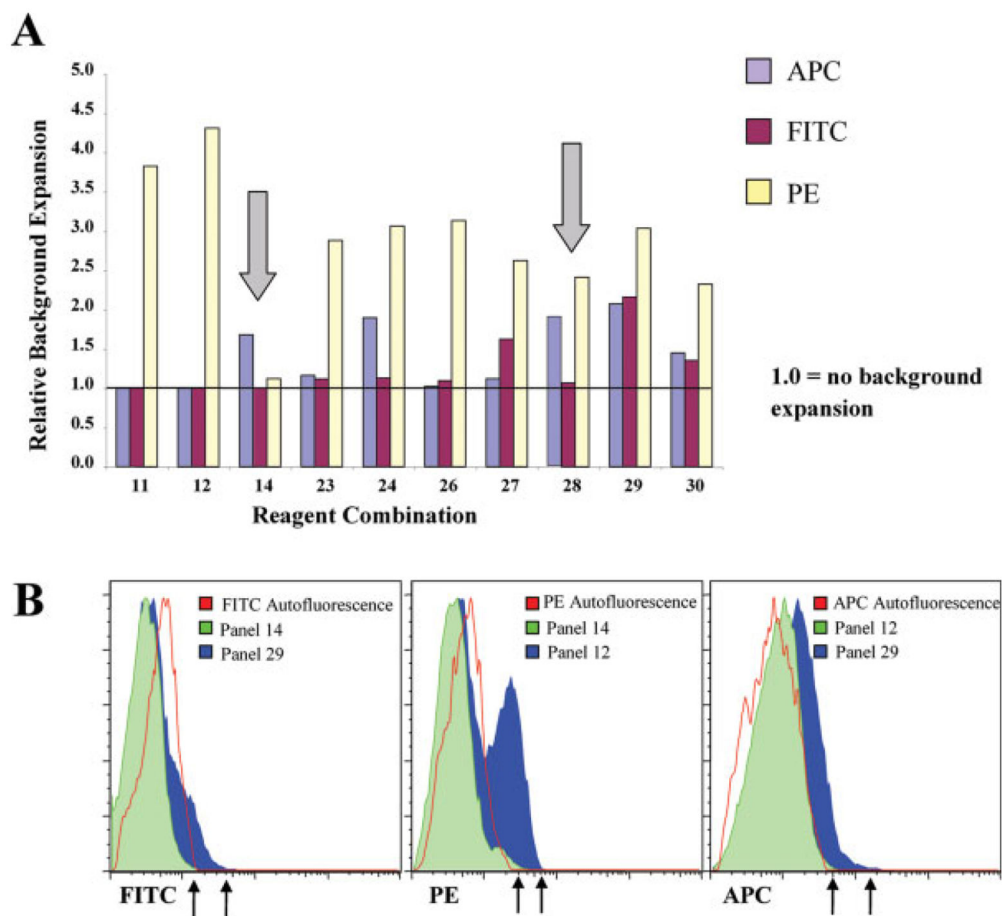 A
Relative Background Expansion
5.0
4.5
4.0
3.5
3.0
2.5
2.0
1.5
1.0
0.5
0.0
11 12 14 23 24 26 27 28 29 30
Reagent Combination
APC
FITC
PE
1.0 = no background
expansion
B
FITC Autofluorescence
Panel 14
Panel 29
FITC
PE Autofluorescence
Panel 14
Panel 12
PE
APC Autofluorescence
Panel 12
Panel 29
APC